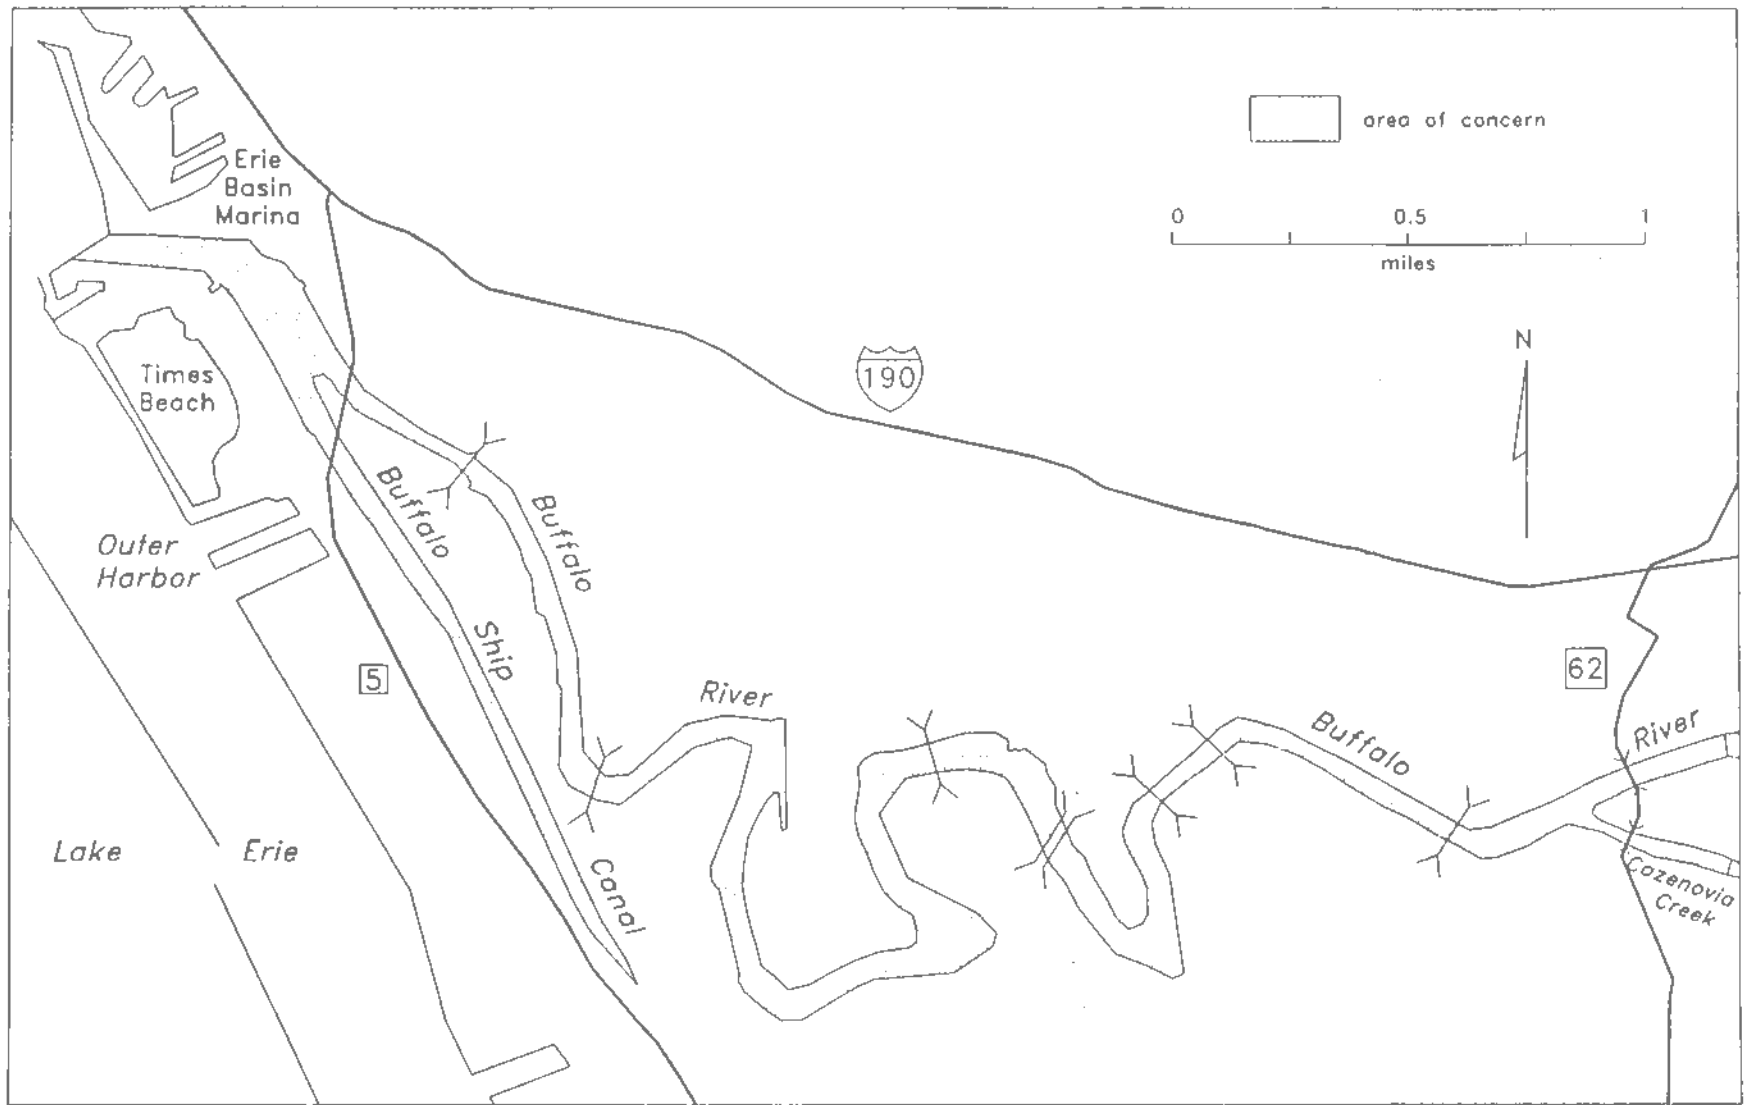 area of concern
0 0.5 1
miles
N
Erie
Basin
Marina
190
Times
Beach
Buffalo
Ship
Canal
Buffalo
River
Outer
Harbor
5
62
Buffalo
River
Lake Erie
Cazenovia
Creek